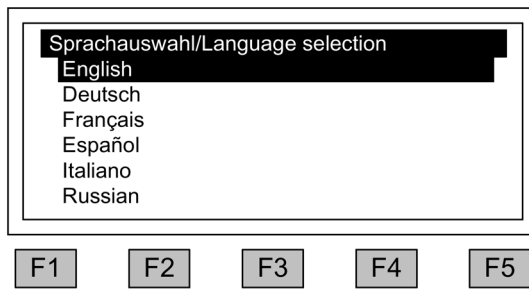 Sprachauswahl/Language selection
English
Deutsch
Français
Español
Italiano
Russian
F1 F2 F3 F4 F5